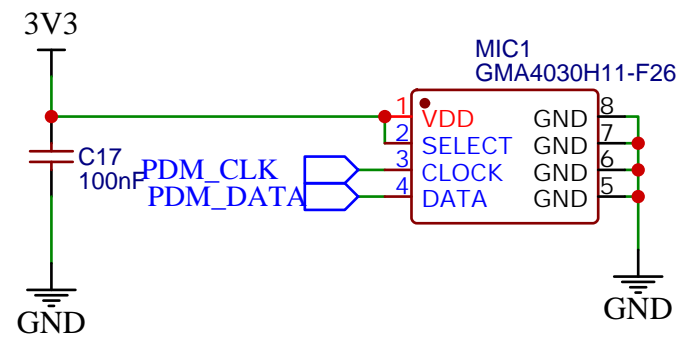 3V3
MIC1
GMA4030H11-F26
1 VDD GND 8
2 SELECT GND 7
3 CLOCK GND 6
4 DATA GND 5
C17
100nF
PDM_CLK
PDM_DATA
GND
GND